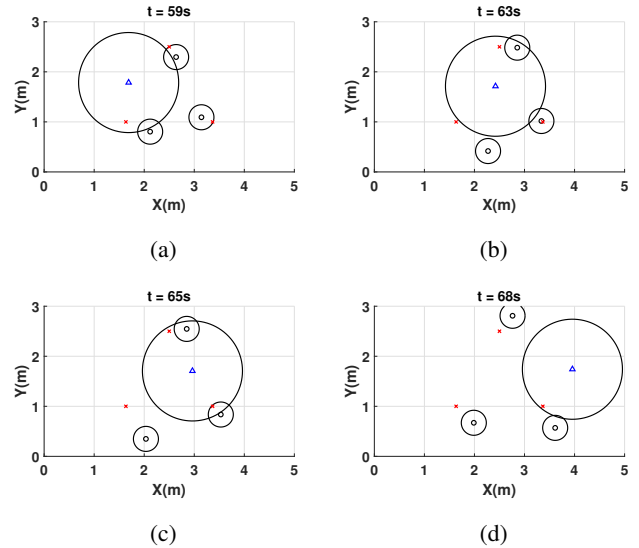 t = 59s
t = 63s
3
2
1
0
Y(m)
0 1 2 3 4 5
X(m)
3
2
1
0
Y(m)
0 1 2 3 4 5
X(m)
(a)
(b)
t = 65s
t = 68s
3
2
1
0
Y(m)
0 1 2 3 4 5
X(m)
3
2
1
0
Y(m)
0 1 2 3 4 5
X(m)
(c)
(d)